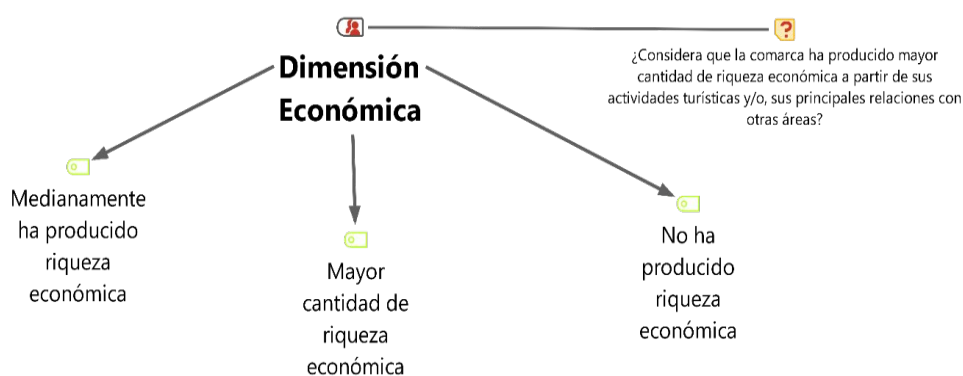 Dimensión
Económica
¿Considera que la comarca ha producido mayor
cantidad de riqueza económica a partir de sus
actividades turísticas y/o, sus principales relaciones con
otras áreas?
Medianamente
ha producido
riqueza
económica
Mayor
cantidad de
riqueza
económica
No ha
producido
riqueza
económica